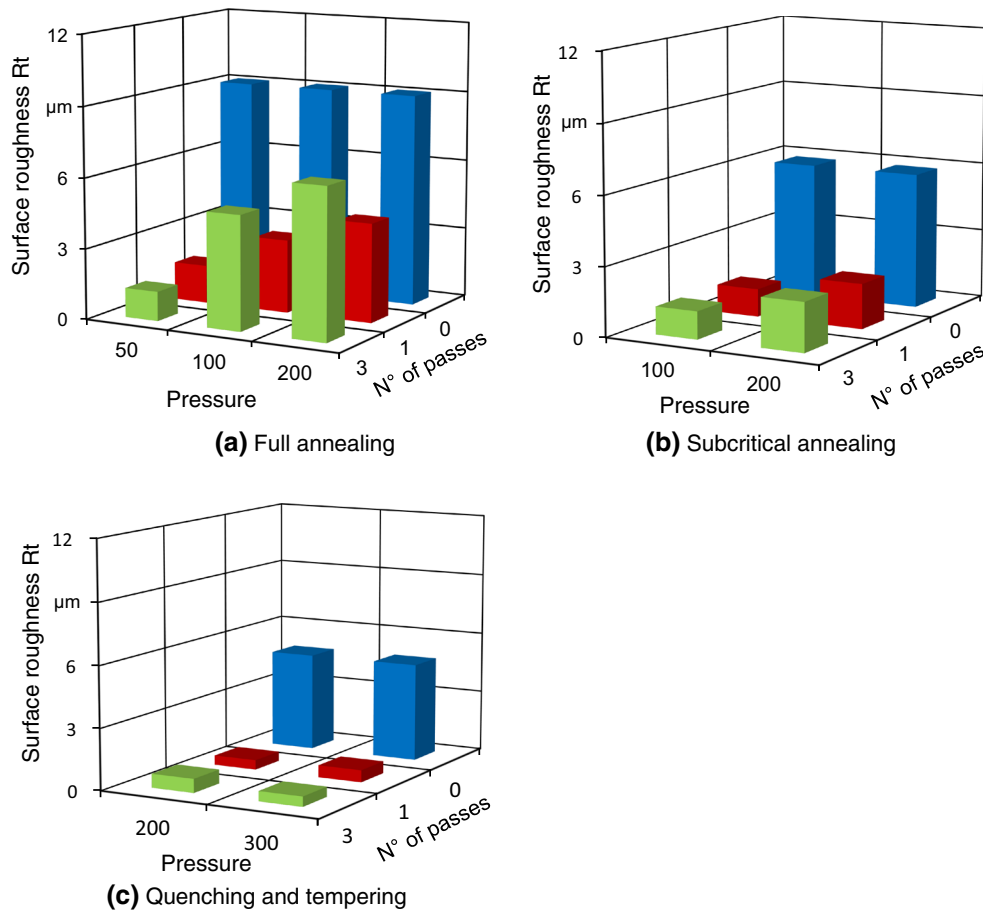 12
µm
6
3
0
Surface roughness Rt
50
100
200
Pressure
3
1
0
N° of passes
(a) Full annealing
12
µm
6
3
0
Surface roughness Rt
100
200
Pressure
3
1
0
N° of passes
(b) Subcritical annealing
12
µm
6
3
0
Surface roughness Rt
200
300
Pressure
3
1
0
N° of passes
(c) Quenching and tempering